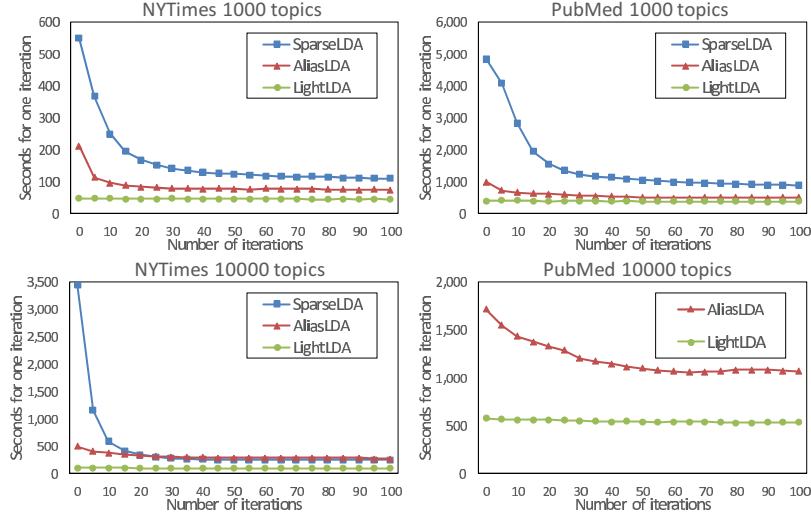 NYTimes 1000 topics
600
500
400
300
200
100
0
Seconds for one iteration
SparseLDA
AliasLDA
LightLDA
0 10 20 30 40 50 60 70 80 90 100
Number of iterations
PubMed 1000 topics
6,000
5,000
4,000
3,000
2,000
1,000
0
Seconds for one iteration
SparseLDA
AliasLDA
LightLDA
0 10 20 30 40 50 60 70 80 90 100
Number of iterations
NYTimes 10000 topics
3,500
3,000
2,500
2,000
1,500
1,000
500
0
Seconds for one iteration
SparseLDA
AliasLDA
LightLDA
0 10 20 30 40 50 60 70 80 90 100
Number of iterations
PubMed 10000 topics
2,000
1,500
1,000
500
0
Seconds for one iteration
AliasLDA
LightLDA
0 10 20 30 40 50 60 70 80 90 100
Number of iterations